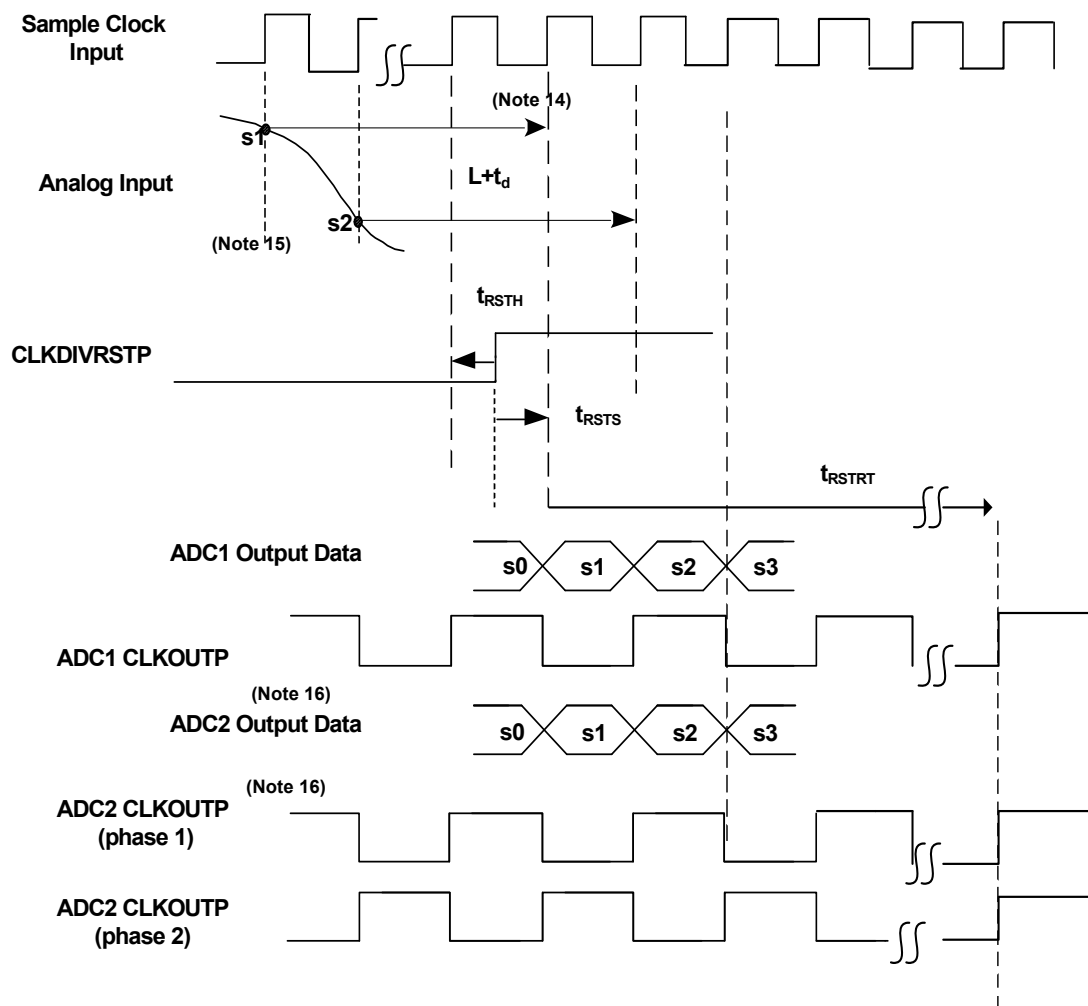 Sample Clock
Input
(Note 14)
s1
Analog Input
L+td
s2
(Note 15)
tRSTH
CLKDIVRSTP
tRSTS
tRSTRT
ADC1 Output Data
s0 s1 s2 s3
ADC1 CLKOUTP
(Note 16)
ADC2 Output Data
s0 s1 s2 s3
(Note 16)
ADC2 CLKOUTP
(phase 1)
ADC2 CLKOUTP
(phase 2)